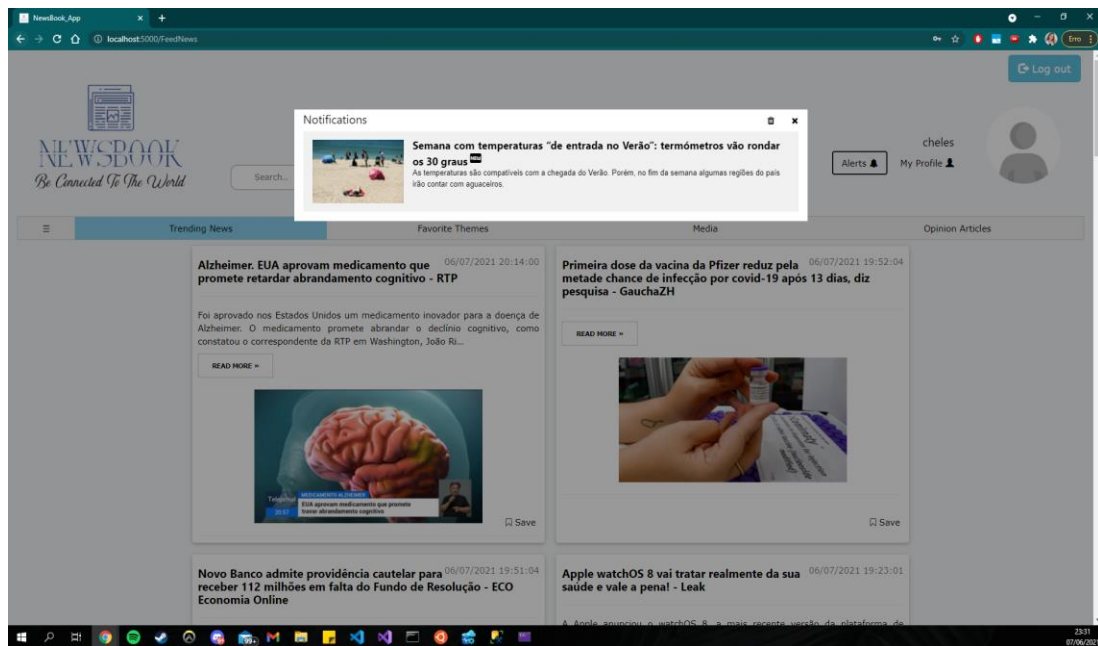 NewsBook_App
localhost:5000/FeedNews
Erro
Log out
NEWSBOOK
Be Connected To The World
Search..
Notifications
Semana com temperaturas "de entrada no Verão": termómetros vão rondar
os 30 graus NEW
As temperaturas são compatíveis com a chegada do Verão. Porém, no fim da semana algumas regiões do país
irão contar com aguaceiros.
Alerts
cheles
My Profile
Trending News
Favorite Themes
Media
Opinion Articles
Alzheimer. EUA aprovam medicamento que 06/07/2021 20:14:00
promete retardar abrandamento cognitivo - RTP
Foi aprovado nos Estados Unidos um medicamento inovador para a doença de
Alzheimer. O medicamento promete abrandar o declínio cognitivo, como
constatou o correspondente da RTP em Washington, João Ri...
READ MORE »
MEDICAMENTO ALZHEIMER
EUA aprovam medicamento que promete
travar abrandamento cognitivo
20:57
Save
Primeira dose da vacina da Pfizer reduz pela 06/07/2021 19:52:04
metade chance de infecção por covid-19 após 13 dias, diz
pesquisa - GauchaZH
READ MORE »
Save
Novo Banco admite providência cautelar para 06/07/2021 19:51:04
receber 112 milhões em falta do Fundo de Resolução - ECO
Economia Online
Apple watchOS 8 vai tratar realmente da sua 06/07/2021 19:23:01
saúde e vale a pena! - Leak
A Apple anunciou o watchOS 8, a mais recente versão da plataforma de
23:31
07/06/2021